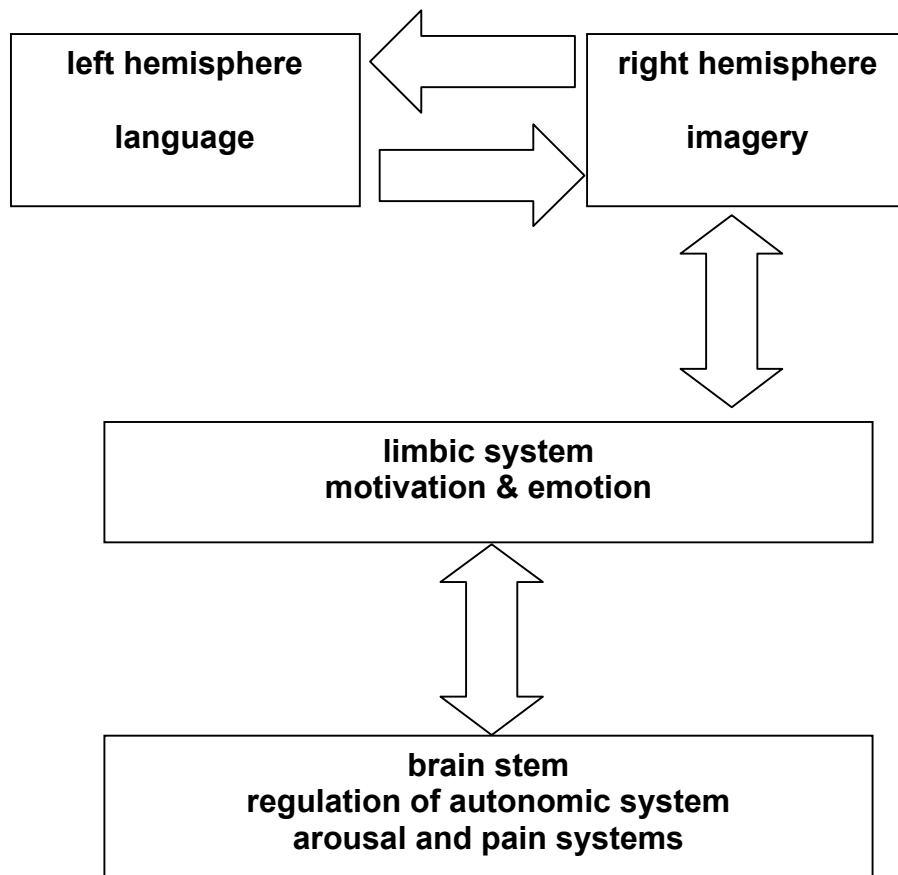 left hemisphere
language
right hemisphere
imagery
limbic system
motivation & emotion
brain stem
regulation of autonomic system
arousal and pain systems